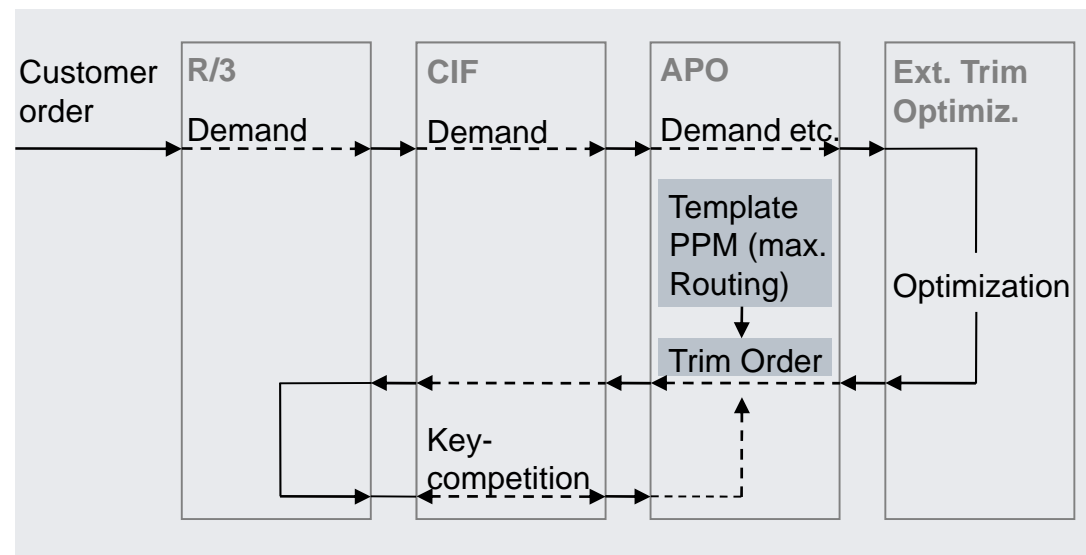 Customer
order
R/3
Demand
CIF
Demand
APO
Demand etc.
Ext. Trim
Optimiz.
Template
PPM (max.
Routing)
Optimization
Trim Order
Key-
competition